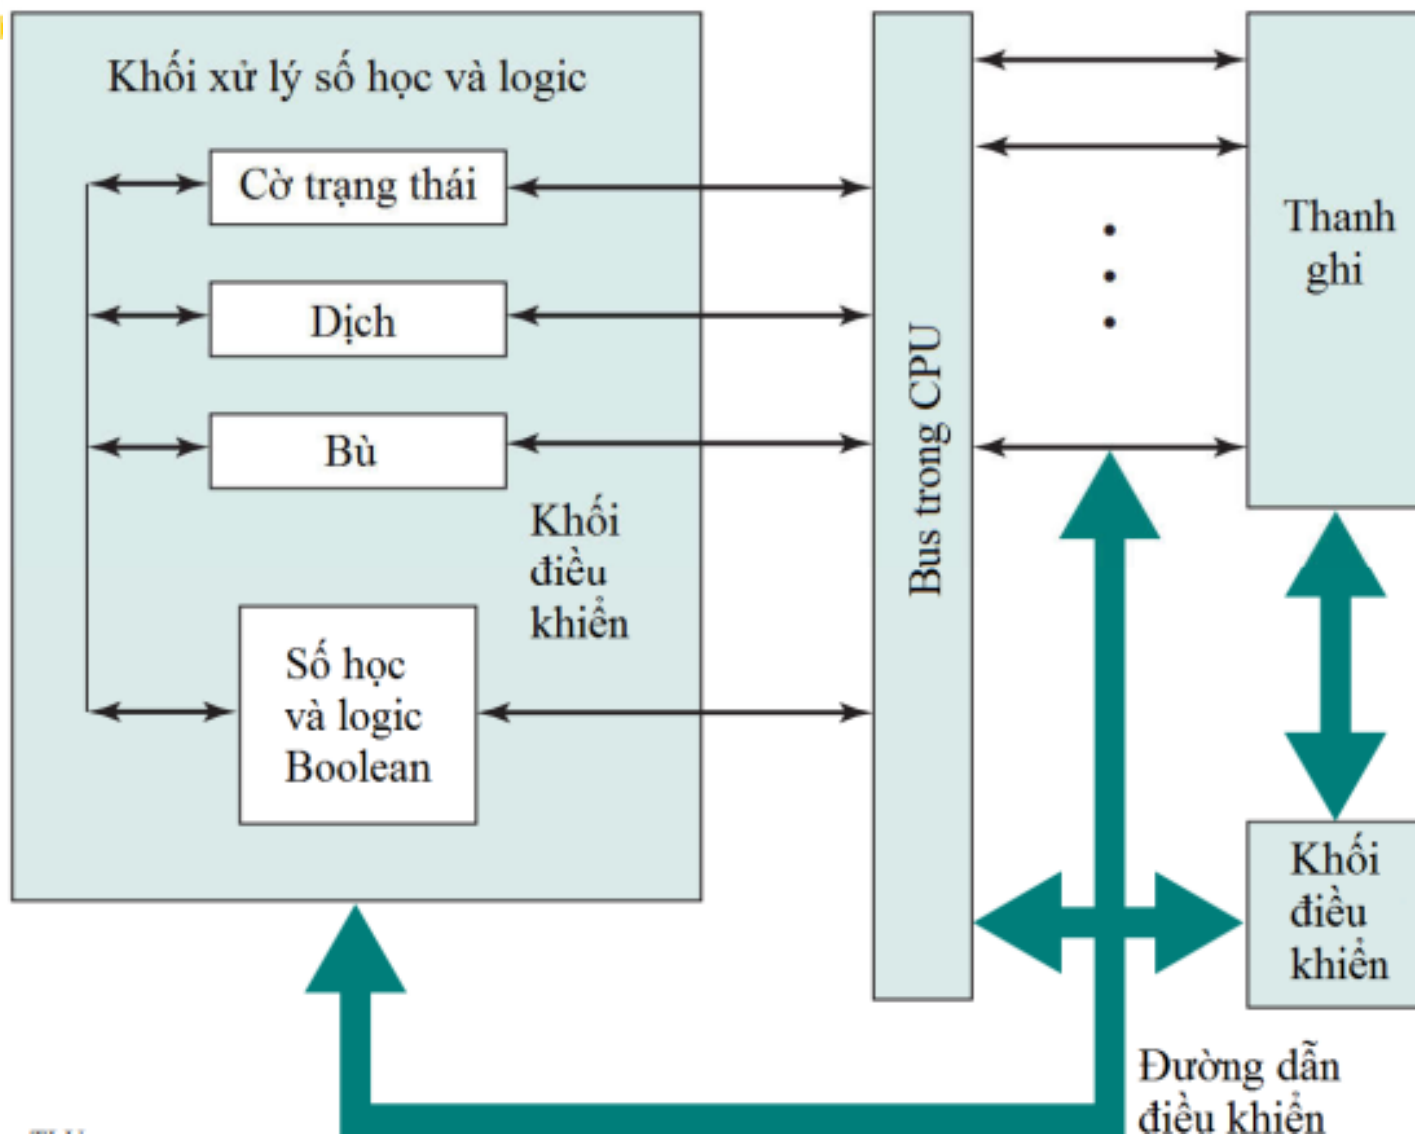 Khối xử lý số học và logic
Cờ trạng thái
Dịch
Bù
Khối
điều
khiển
Số học
và logic
Boolean
Bus trong CPU
Thanh
ghi
Khối
điều
khiển
Đường dẫn
điều khiển